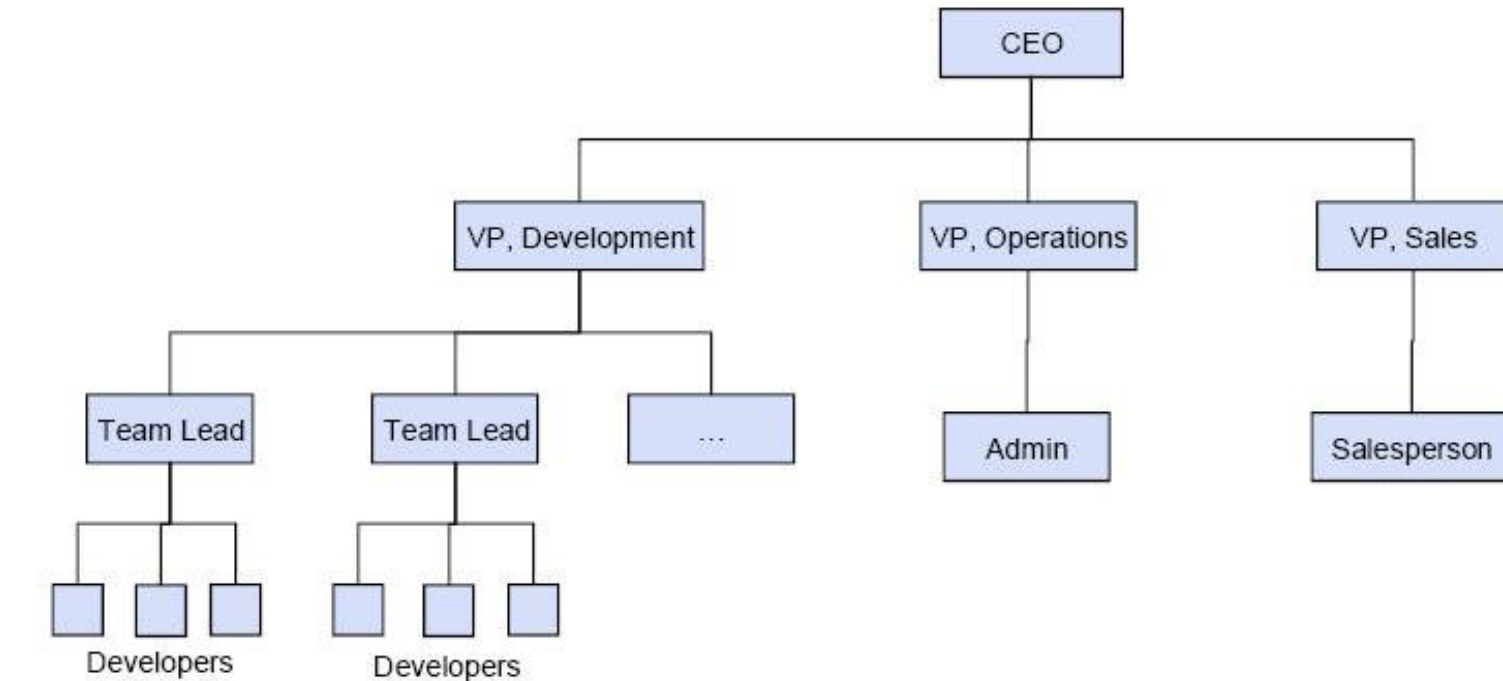 CEO
VP, Development
VP, Operations
VP, Sales
Team Lead
Team Lead
...
Admin
Salesperson
Developers
Developers